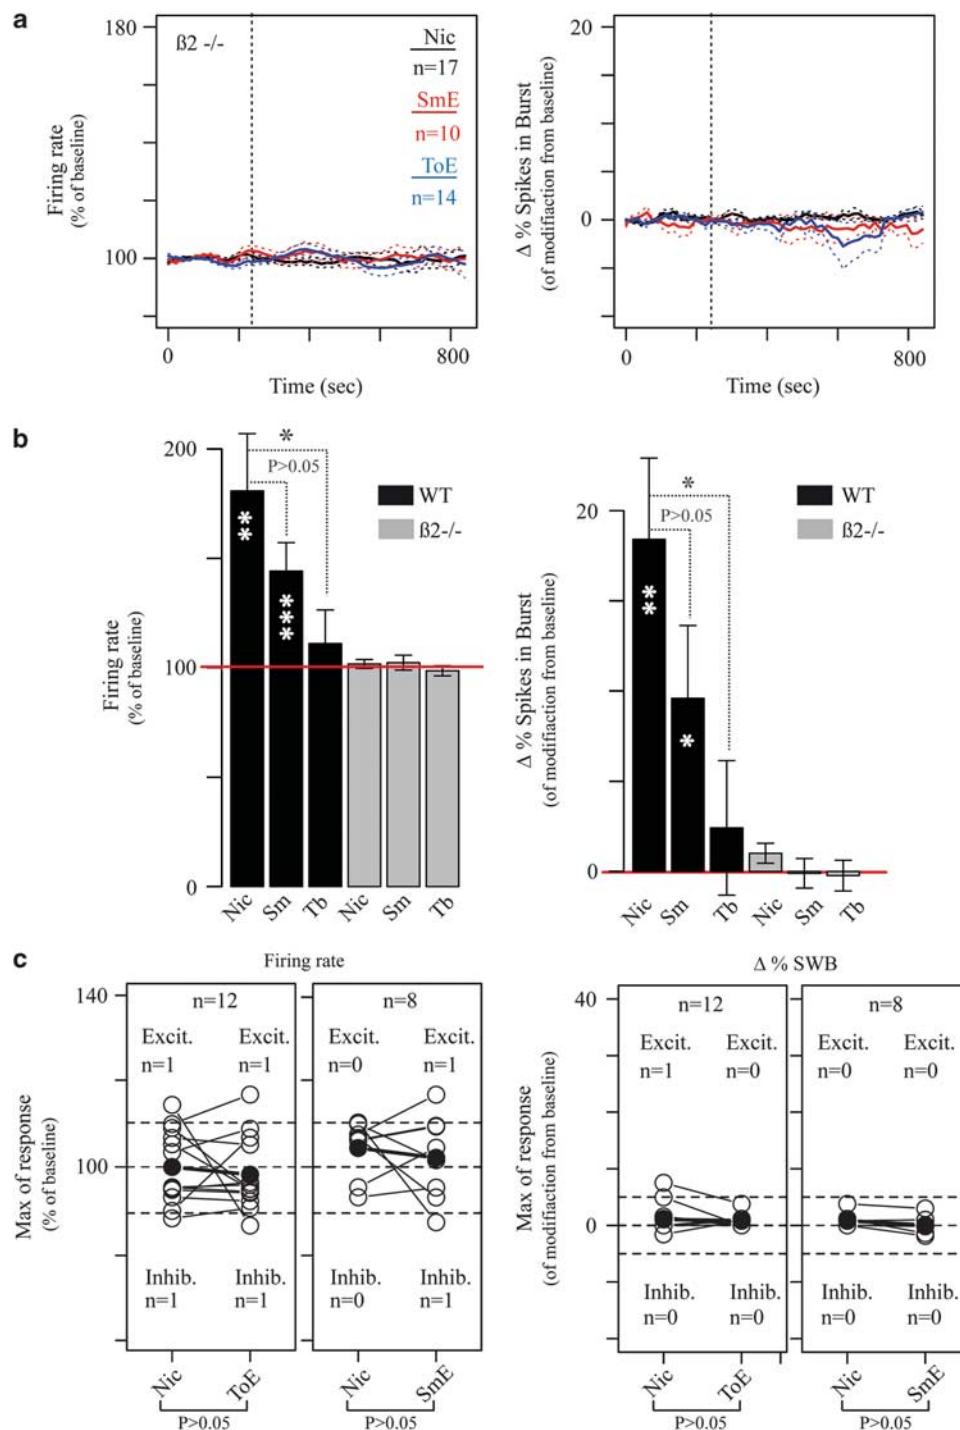 a
180
ß2 -/-
Nic
n=17
SmE
n=10
ToE
n=14
100
Firing rate
(% of baseline)
0
800
Time (sec)
20
0
Δ % Spikes in Burst
(of modifiaction from baseline)
0
800
Time (sec)
b
200
*
P>0.05
WT
ß2-/-
**
***
100
0
Firing rate
(% of baseline)
Nic
Sm
Tb
Nic
Sm
Tb
20
*
P>0.05
WT
ß2-/-
**
*
0
Δ % Spikes in Burst
(of modifiaction from baseline)
Nic
Sm
Tb
Nic
Sm
Tb
c
Firing rate
140
n=12
n=8
Excit.
Excit.
Excit.
Excit.
n=1
n=1
n=0
n=1
100
Max of response
(% of baseline)
Inhib.
Inhib.
Inhib.
Inhib.
n=1
n=1
n=0
n=1
Nic
ToE
Nic
SmE
P>0.05
P>0.05
Δ % SWB
40
n=12
n=8
Excit.
Excit.
Excit.
Excit.
n=1
n=0
n=0
n=0
0
Max of response
(of modifiaction from baseline)
Inhib.
Inhib.
Inhib.
Inhib.
n=0
n=0
n=0
n=0
Nic
ToE
Nic
SmE
P>0.05
P>0.05